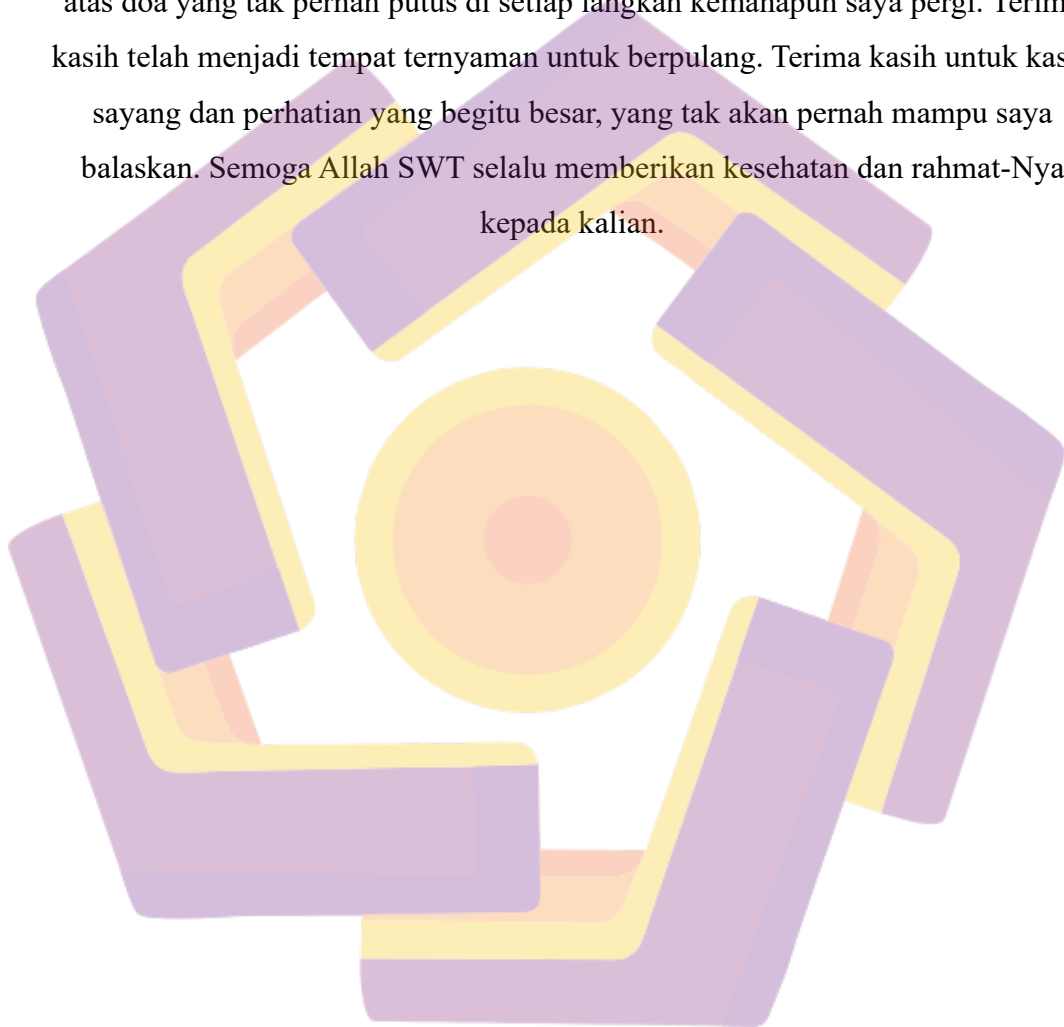 atas doa yang tak pernah putus di setiap langkah kemanapun saya pergi.
kasih telah menjadi tempat ternyaman untuk berpulang. Terima kasih untuk
sayang dan perhatian yang begitu besar, yang tak akan pernah mampu saya
balaskan. Semoga Allah SWT selalu memberikan kesehatan dan rahmat-Nya
kepada kalian.